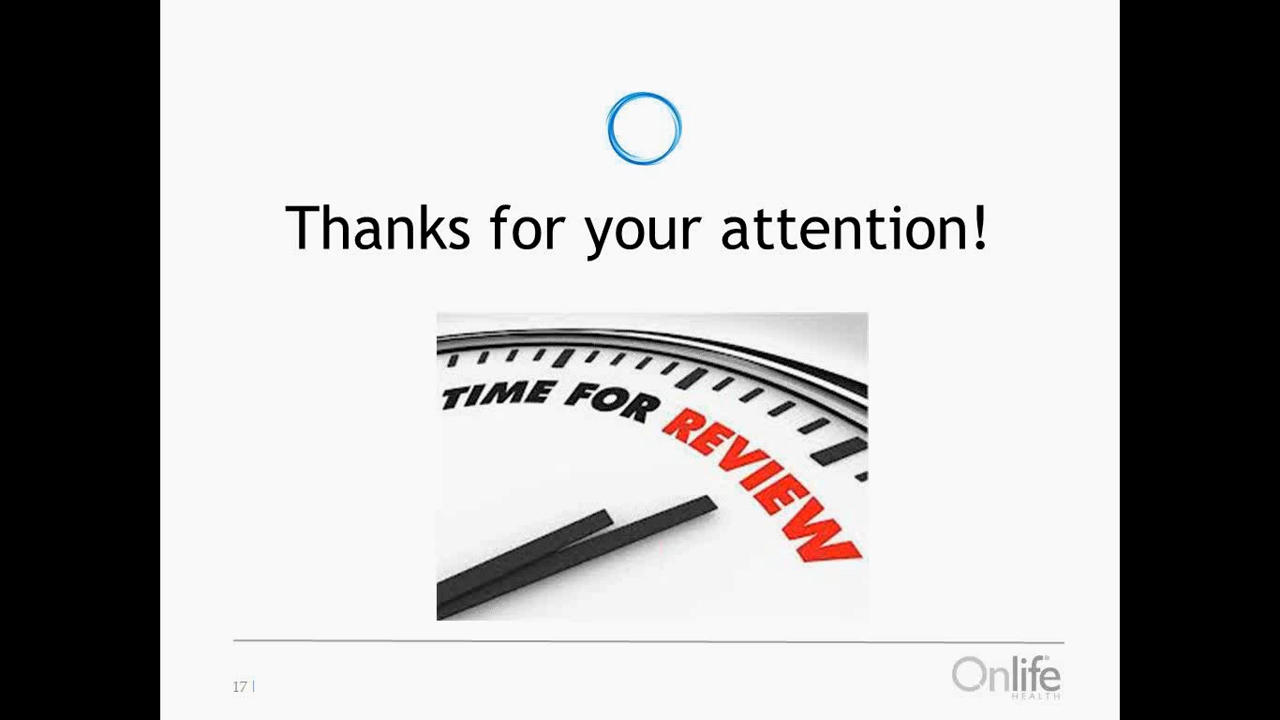 Thanks for your attention!
TIME FOR REVIEW
17 |
Onlife
HEALTH